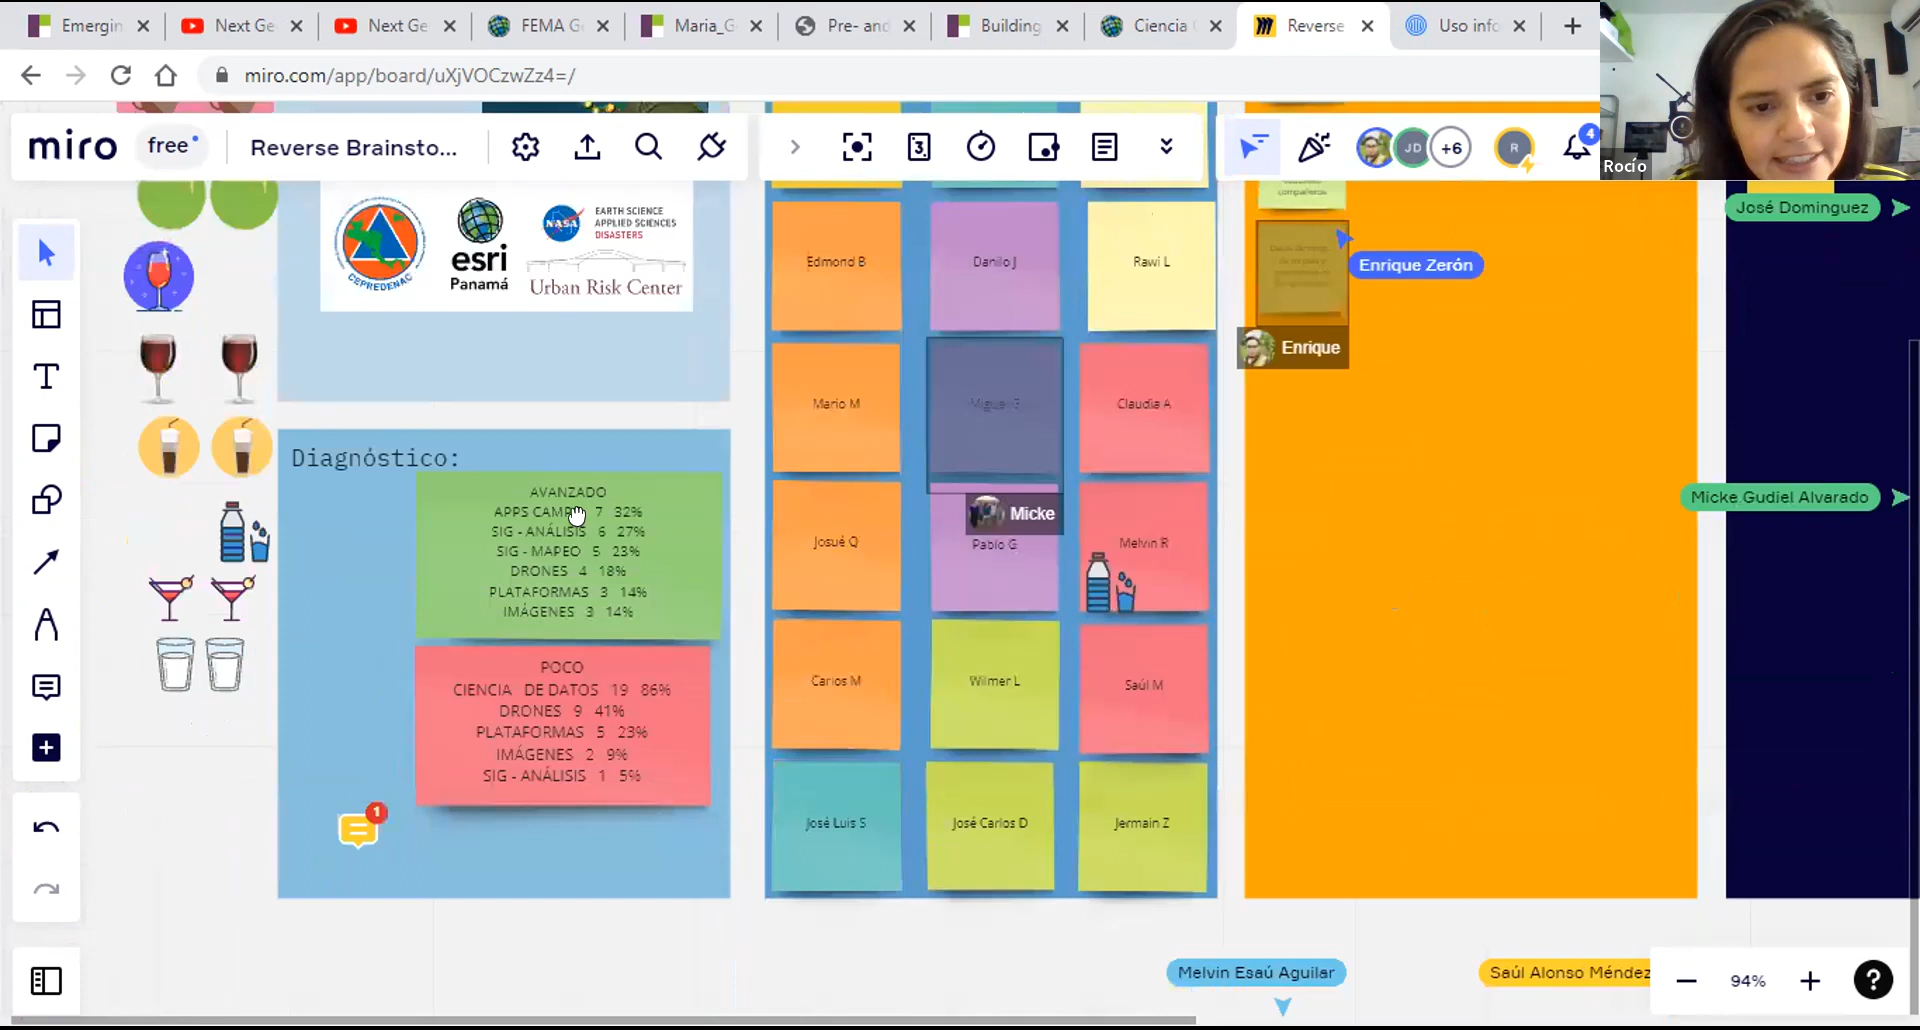 Emergin
Next Ge
Next Ge
FEMA Ge
Maria_G
Pre- and
Building
Ciencia
Reverse
Uso info
miro.com/app/board/uXjVOCzwZz4=/
miro
free
Reverse Brainsto...
3
JD
+6
R
4
Rocío
CEPREDENAC
esri
Panamá
NASA
EARTH SCIENCE
APPLIED SCIENCES
DISASTERS
Urban Risk Center
Diagnóstico:
AVANZADO
APPS CAMP 7 32%
SIG - ANÁLISIS 6 27%
SIG - MAPEO 5 23%
DRONES 4 18%
PLATAFORMAS 3 14%
IMÁGENES 3 14%
POCO
CIENCIA DE DATOS 19 86%
DRONES 9 41%
PLATAFORMAS 5 23%
IMÁGENES 2 9%
SIG - ANÁLISIS 1 5%
1
Edmond B
Danilo J
Rawi L
Mario M
Claudia A
Micke
Josué Q
Pablo G
Melvin R
Carlos M
Wilmer L
Saúl M
José Luis S
José Carlos D
Jermain Z
compañeros
Enrique Zerón
Enrique
José Dominguez
Micke Gudiel Alvarado
Melvin Esaú Aguilar
Saúl Alonso Méndez
94%
?